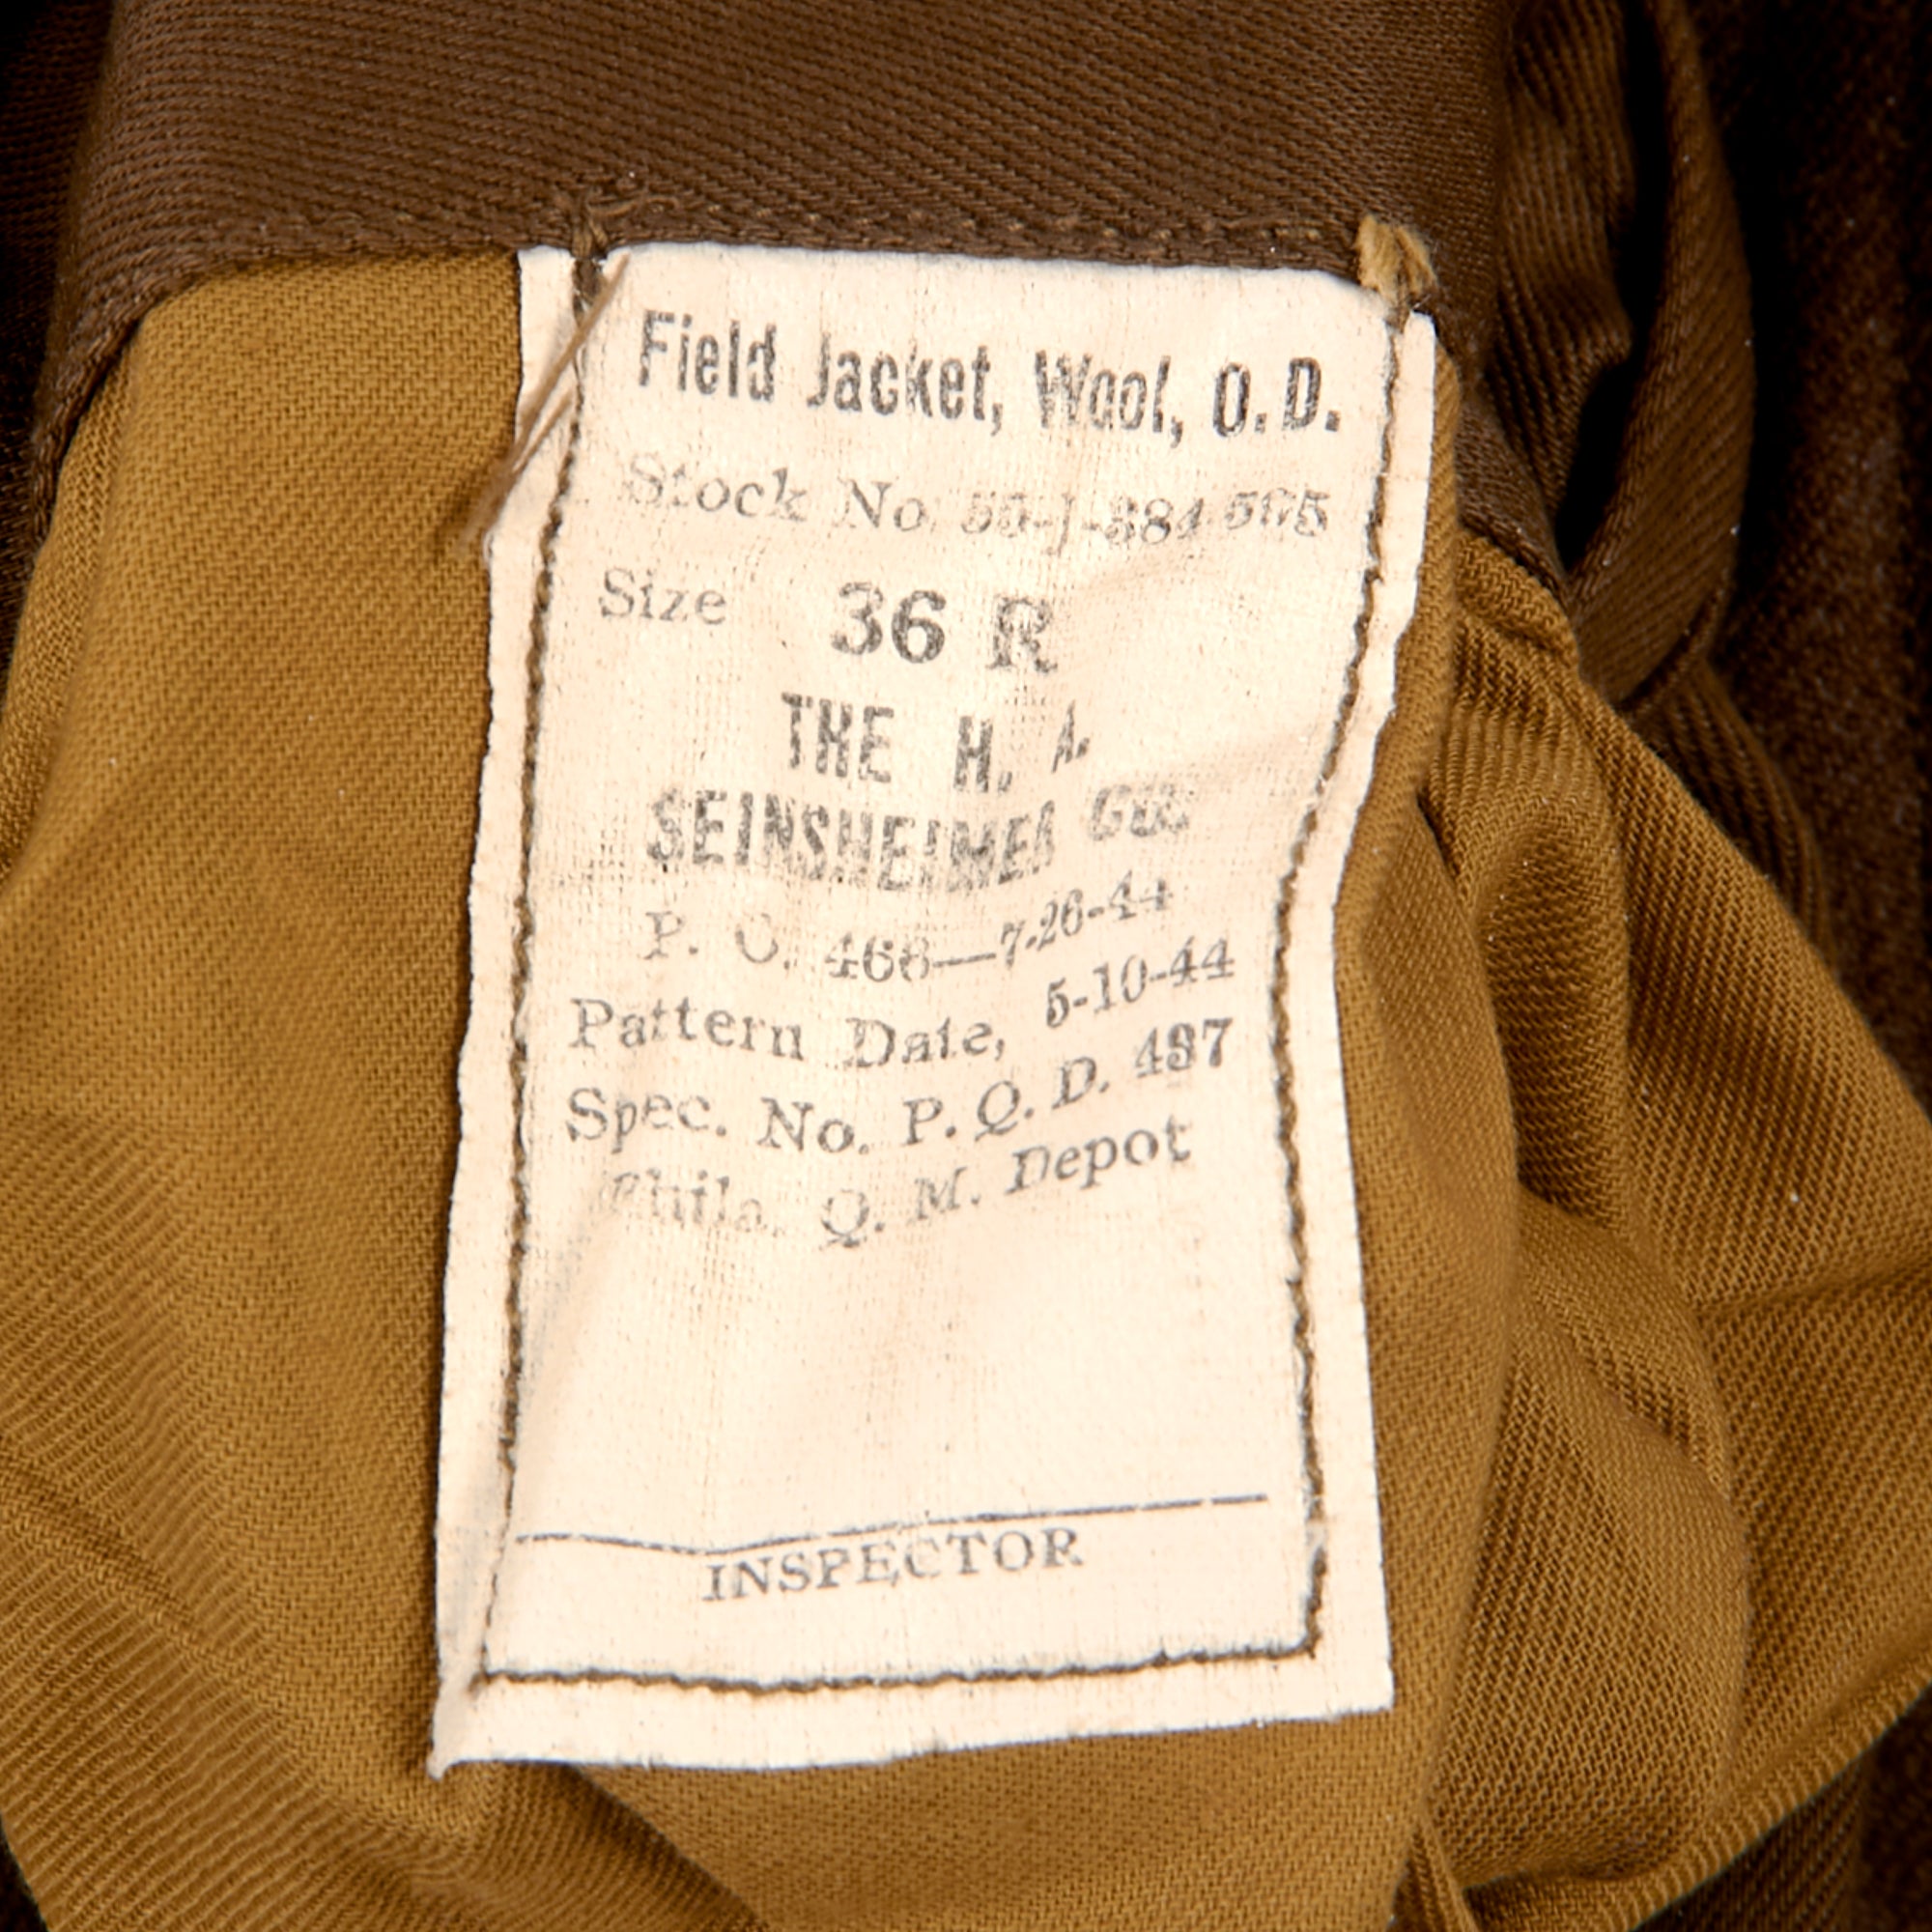 Field Jacket, Wool, O.D.
Stock No. 55-J-384-565
Size 36 R
THE H. A.
SEINSHEIMER CO.
P. O. 468—7-26-44
Pattern Date, 5-10-44
Spec. No. P. Q. D. 437
Phila. Q. M. Depot
INSPECTOR